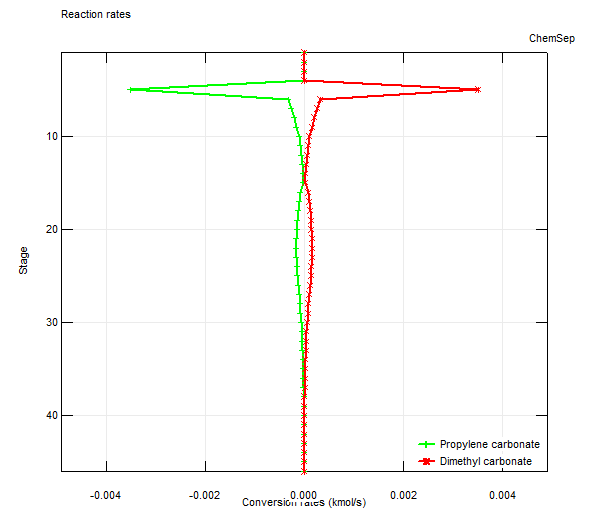 Reaction rates
ChemSep
10
20
30
40
Stage
Propylene carbonate
Dimethyl carbonate
-0.004 -0.002 0.000 0.002 0.004
Conversion rates (kmol/s)